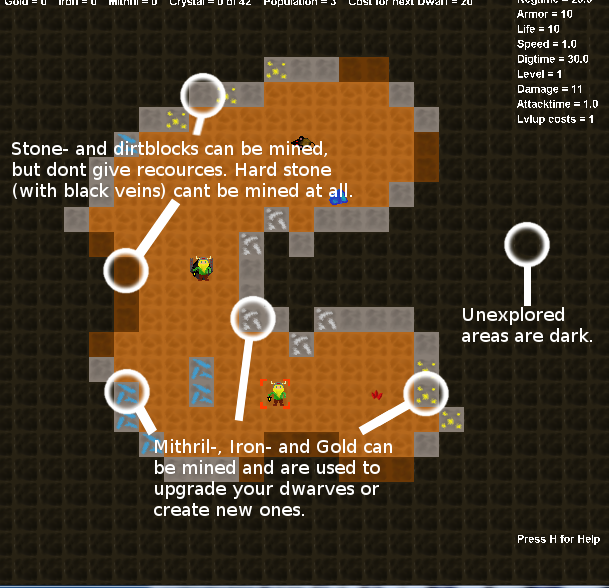 Gold = 0 Iron = 0 Mithril = 0 Crystal = 0 of 42 Population = 3 Cost for next Dwarf = 20
Regtime = 20.0
Armor = 10
Life = 10
Speed = 1.0
Digtime = 30.0
Level = 1
Damage = 11
Attacktime = 1.0
Lvlup costs = 1
Stone- and dirtblocks can be mined,
but dont give recources. Hard stone
(with black veins) cant be mined at all.
Unexplored
areas are dark.
Mithril-, Iron- and Gold can
be mined and are used to
upgrade your dwarves or
create new ones.
Press H for Help